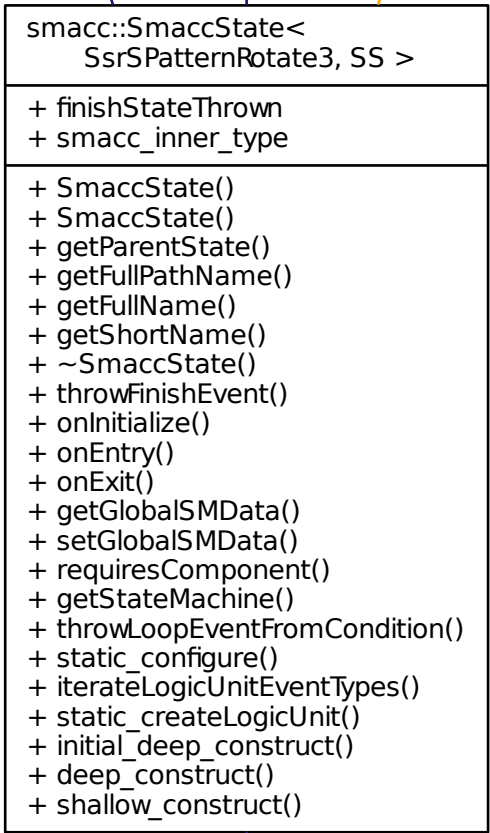 smacc::SmaccState<
SsrSPatternRotate3, SS >
+ finishStateThrown
+ smacc_inner_type
+ SmaccState()
+ SmaccState()
+ getParentState()
+ getFullPathName()
+ getFullName()
+ getShortName()
+ ~SmaccState()
+ throwFinishEvent()
+ onInitialize()
+ onEntry()
+ onExit()
+ getGlobalSMData()
+ setGlobalSMData()
+ requiresComponent()
+ getStateMachine()
+ throwLoopEventFromCondition()
+ static_configure()
+ iterateLogicUnitEventTypes()
+ static_createLogicUnit()
+ initial_deep_construct()
+ deep_construct()
+ shallow_construct()